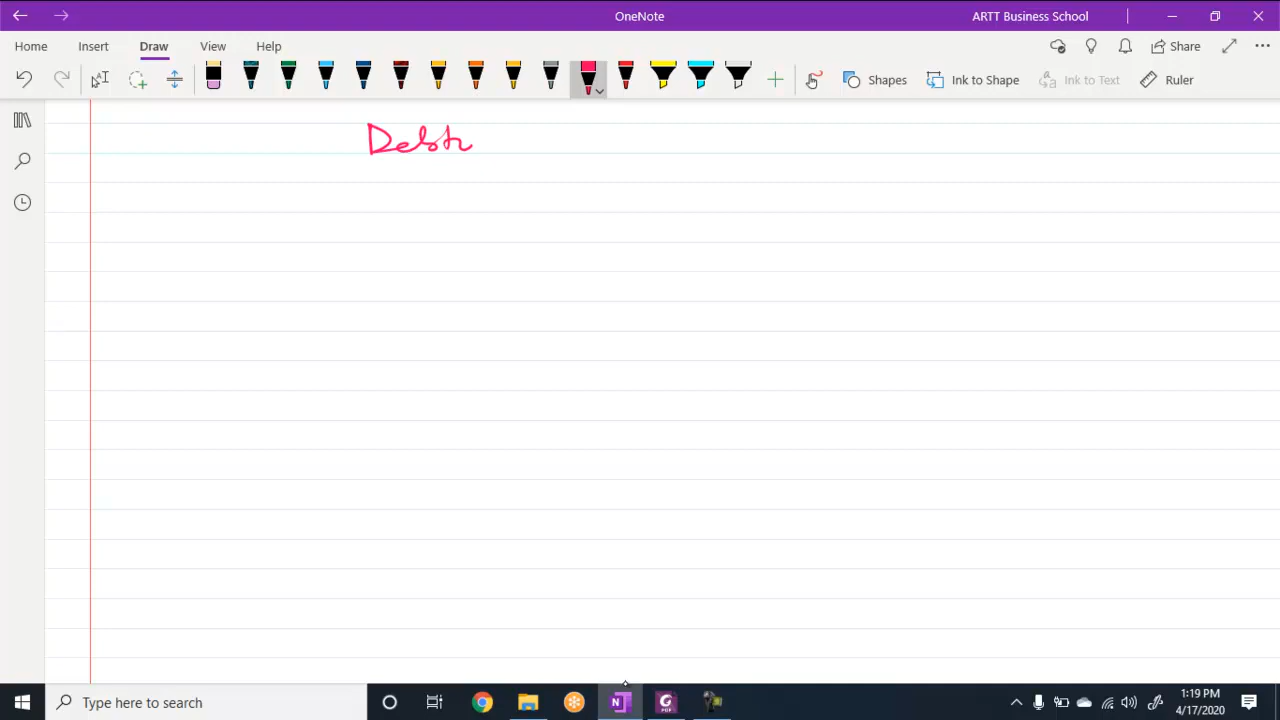 OneNote
ARTT Business School
Home Insert Draw View Help
Share
Shapes Ink to Shape Ink to Text Ruler
Type here to search
1:19 PM
4/17/2020